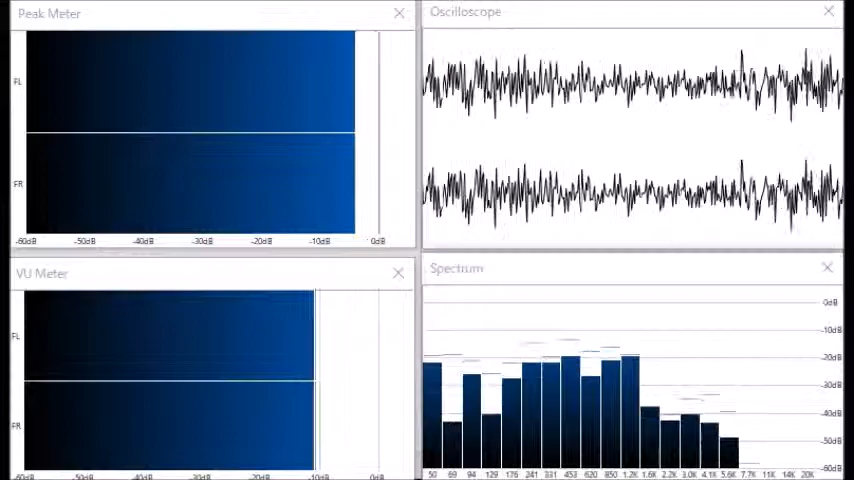 Peak Meter
FL
FR
-60dB -50dB -40dB -30dB -20dB -10dB 0dB
Oscilloscope
VU Meter
FL
FR
-60dB -50dB -40dB -30dB -20dB -10dB 0dB
Spectrum
0dB
-10dB
-20dB
-30dB
-40dB
-50dB
-60dB
50 69 94 129 176 241 331 453 620 850 1.2K 1.6K 2.2K 3.0K 4.1K 5.6K 7.7K 11K 14K 20K